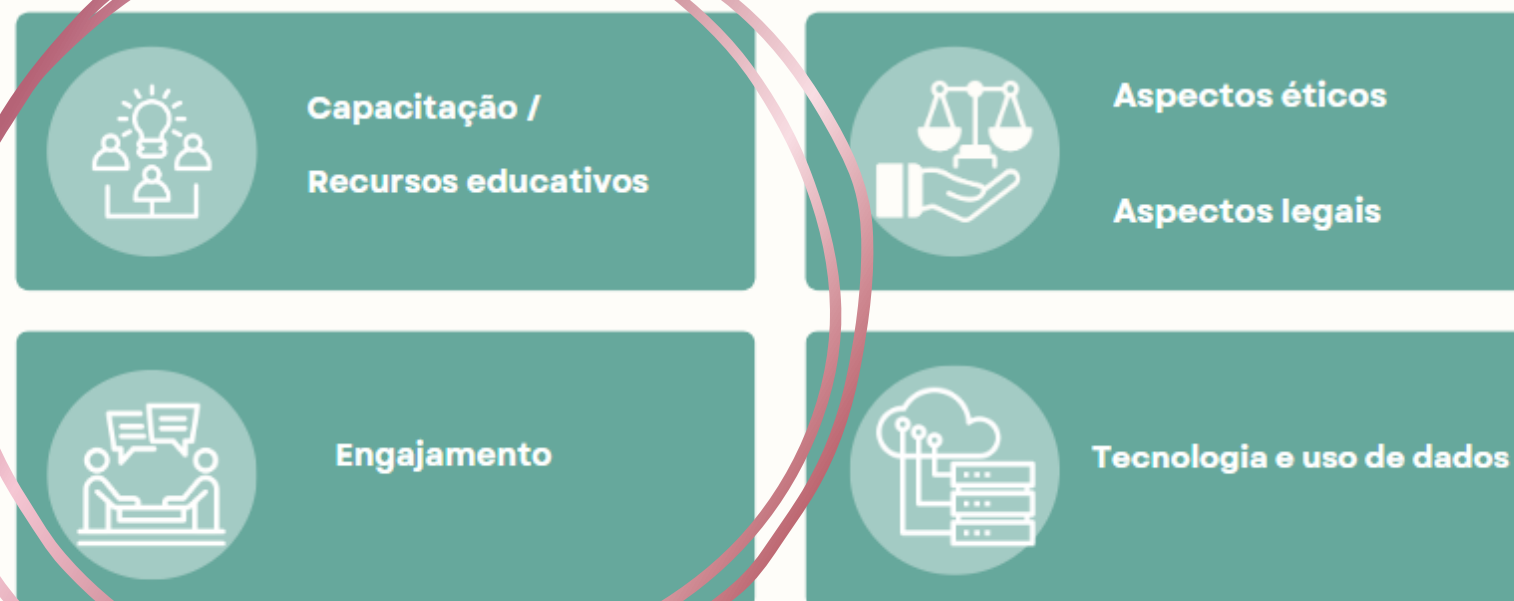 Capacitação /
Recursos educativos
Aspectos éticos
Aspectos legais
Engajamento
Tecnologia e uso de dados